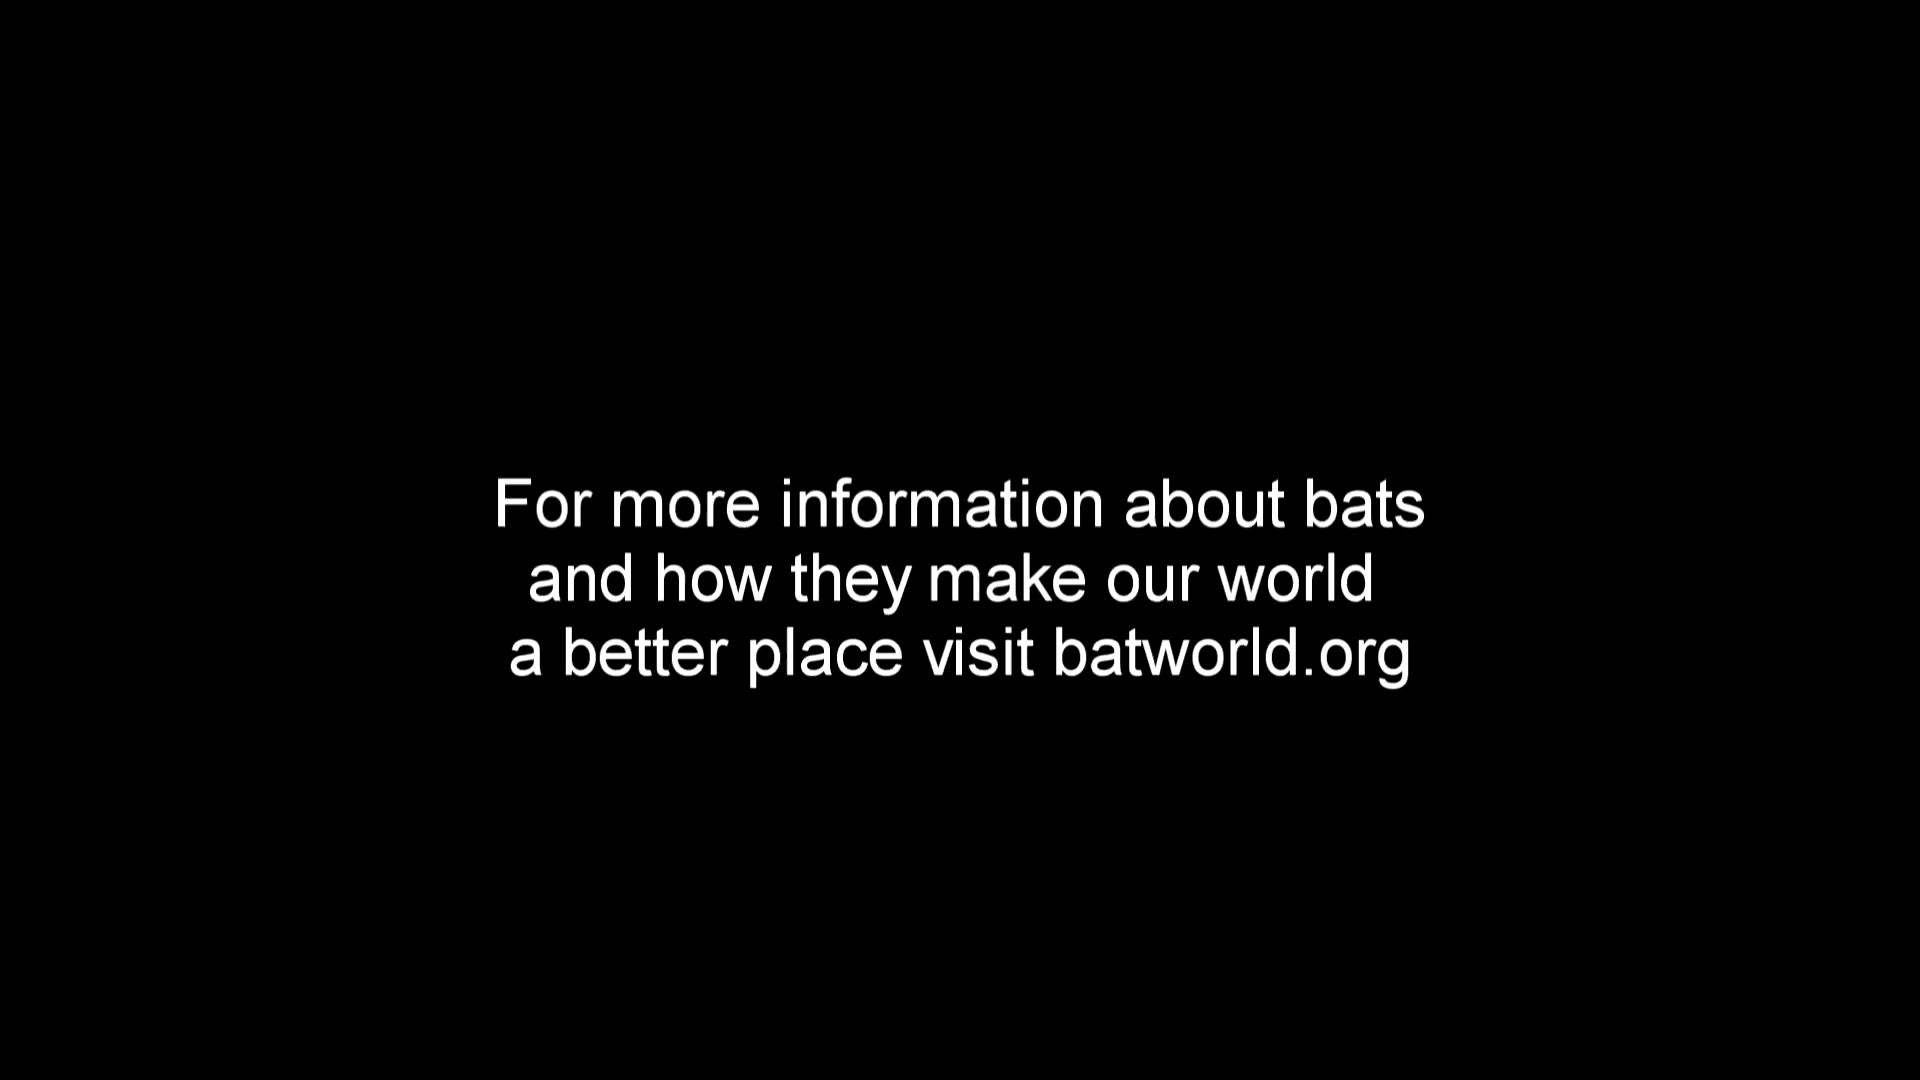 For more information about bats
and how they make our world
a better place visit batworld.org